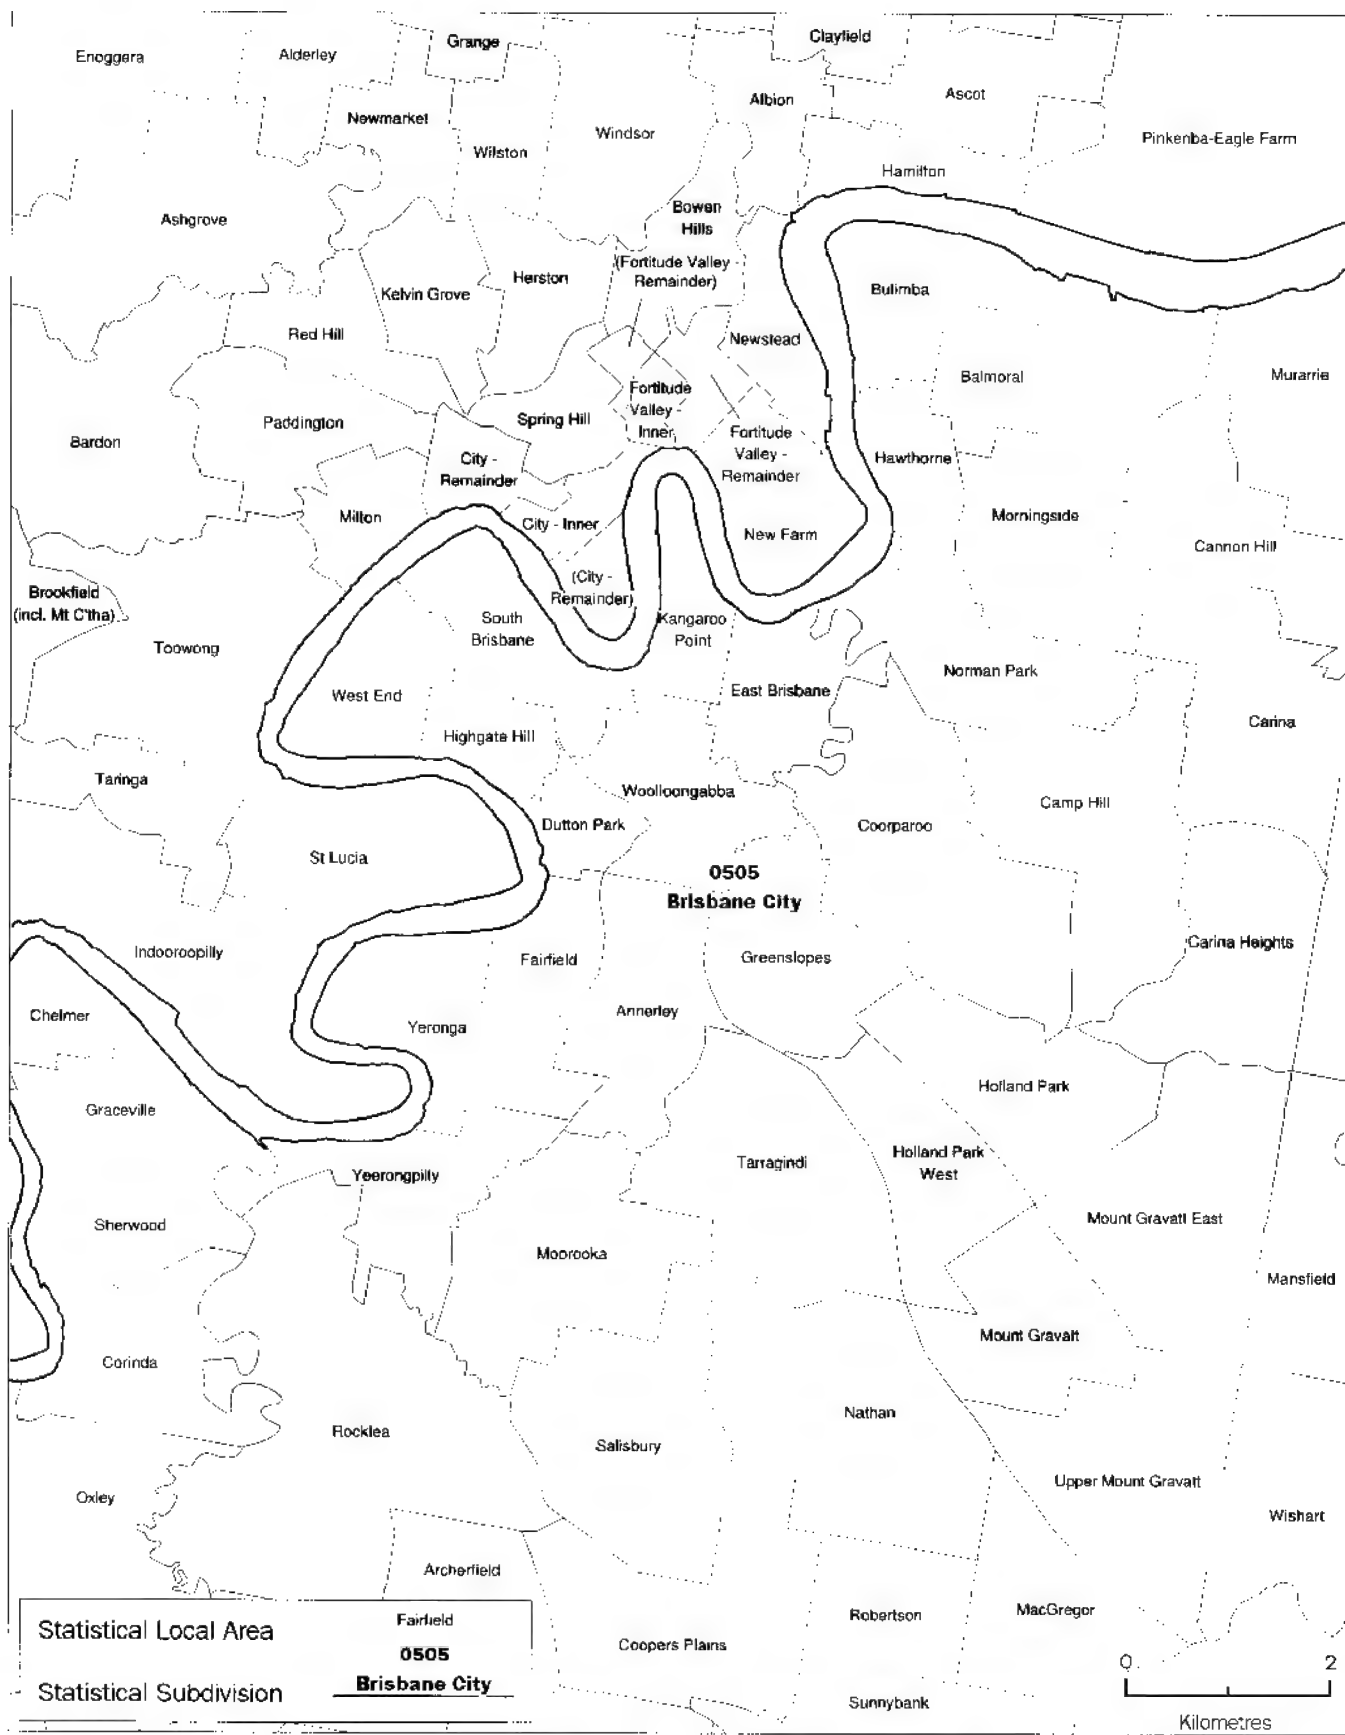 Grange
Clayfield
Enoggera
Alderley
Ascot
Albion
Newmarket
Windsor
Pinkenba-Eagle Farm
Wilston
Hamilton
Bowen
Hills
Ashgrove
(Fortitude Valley -
Remainder)
Herston
Kelvin Grove
Bulimba
Red Hill
Newstead
Balmoral
Murarrie
Fortitude
Valley -
Inner
Spring Hill
Paddington
Bardon
Fortitude
Valley -
Remainder
City -
Remainder
Hawthorne
Milton
City - Inner
New Farm
Morningside
Cannon Hill
(City -
Remainder)
Brookfield
(incl. Mt C'tha)
South
Brisbane
Kangaroo
Point
Toowong
Norman Park
West End
East Brisbane
Carina
Highgate Hill
Taringa
Woolloongabba
Camp Hill
Dutton Park
Coorparoo
St Lucia
0505
Brisbane City
Carina Heights
Indooroopilly
Fairfield
Greenslopes
Chelmer
Annerley
Yeronga
Holland Park
Graceville
Holland Park
West
Tarragindi
Yeerongpilly
Mount Gravatt East
Sherwood
Moorooka
Mansfield
Mount Gravatt
Corinda
Nathan
Rocklea
Salisbury
Upper Mount Gravatt
Oxley
Wishart
Archerfield
MacGregor
Robertson
Coopers Plains
Sunnybank
Statistical Local Area
Fairfield
0505
Brisbane City
Statistical Subdivision
0 2
Kilometres